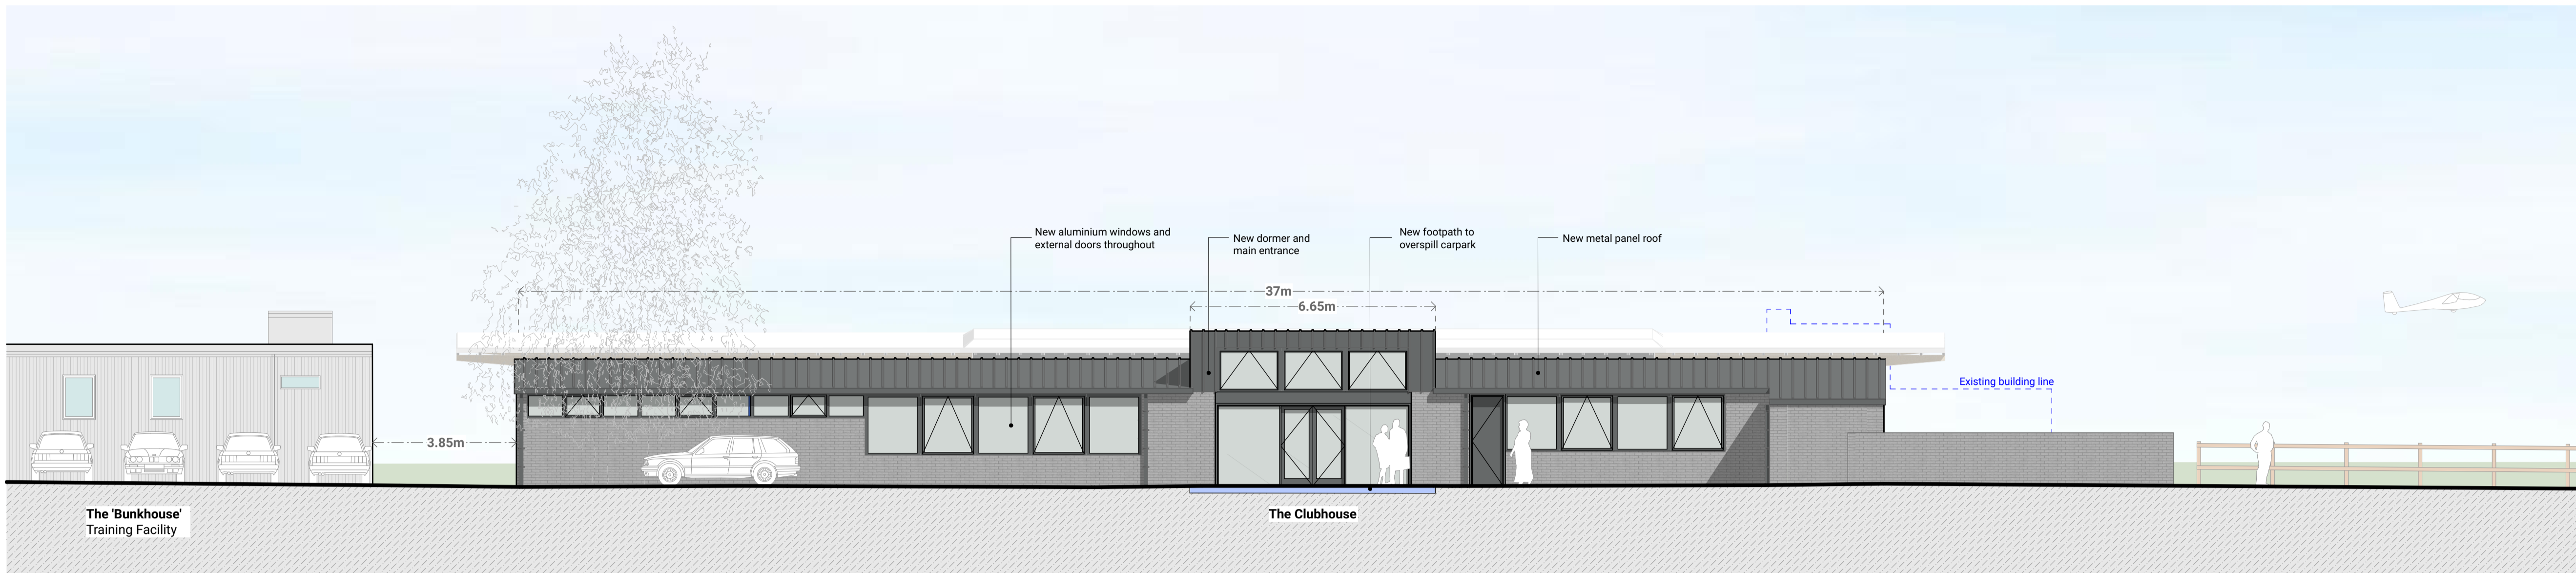 New aluminium windows and
external doors throughout
New dormer and
main entrance
New footpath to
overspill carpark
New metal panel roof
37m
6.65m
Existing building line
3.85m
The 'Bunkhouse'
Training Facility
The Clubhouse